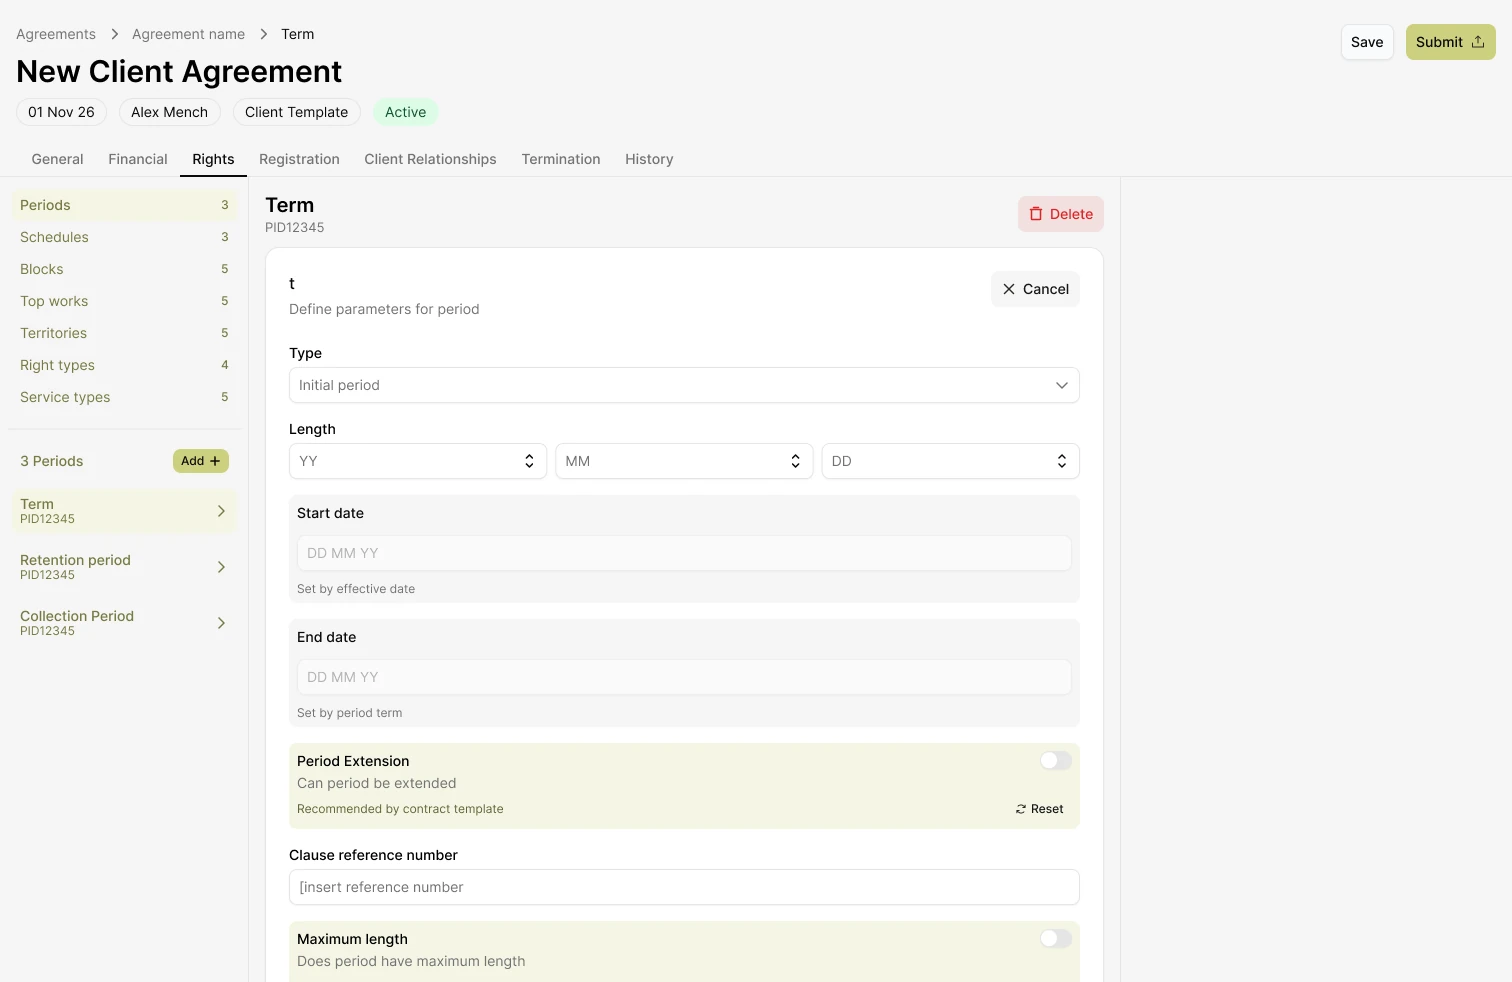 Agreements > Agreement name > Term
Save
Submit
New Client Agreement
01 Nov 26
Alex Mench
Client Template
Active
General
Financial
Rights
Registration
Client Relationships
Termination
History
Periods 3
Schedules 3
Blocks 5
Top works 5
Territories 5
Right types 4
Service types 5
3 Periods
Add +
Term
PID12345
Retention period
PID12345
Collection Period
PID12345
Term
PID12345
Delete
t
Define parameters for period
Cancel
Type
Initial period
Length
YY
MM
DD
Start date
DD MM YY
Set by effective date
End date
DD MM YY
Set by period term
Period Extension
Can period be extended
Recommended by contract template
Reset
Clause reference number
[insert reference number
Maximum length
Does period have maximum length